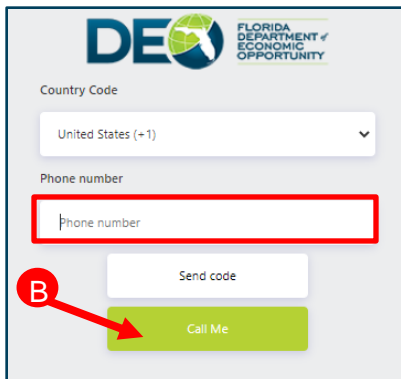 DEO
FLORIDA
DEPARTMENT of
ECONOMIC
OPPORTUNITY
Country Code
United States (+1)
Phone number
Phone number
Send code
B
Call Me